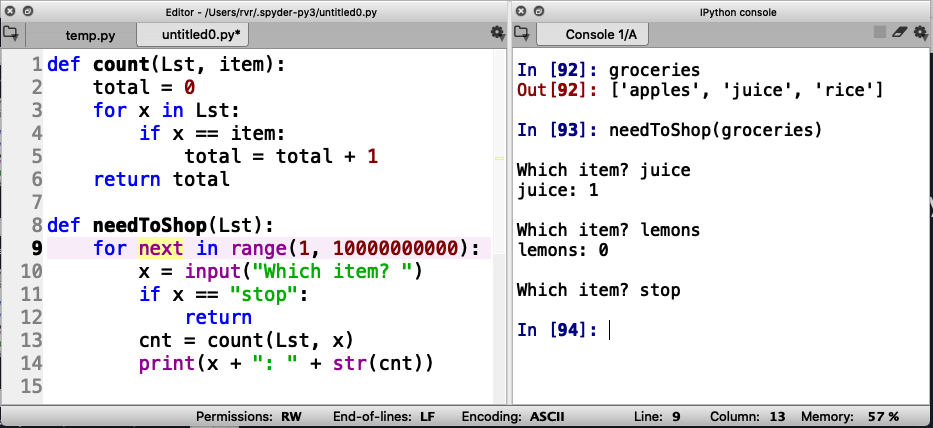 Editor - /Users/rvr/.spyder-py3/untitled0.py
temp.py untitled0.py*
1 def count(Lst, item):
2     total = 0
3     for x in Lst:
4         if x == item:
5             total = total + 1
6     return total
7
8 def needToShop(Lst):
9     for next in range(1, 10000000000):
10         x = input("Which item? ")
11         if x == "stop":
12             return
13         cnt = count(Lst, x)
14         print(x + ": " + str(cnt))
15
IPython console
Console 1/A
In [92]: groceries
Out[92]: ['apples', 'juice', 'rice']
In [93]: needToShop(groceries)
Which item? juice
juice: 1
Which item? lemons
lemons: 0
Which item? stop
In [94]:
Permissions: RW End-of-lines: LF Encoding: ASCII Line: 9 Column: 13 Memory: 57 %